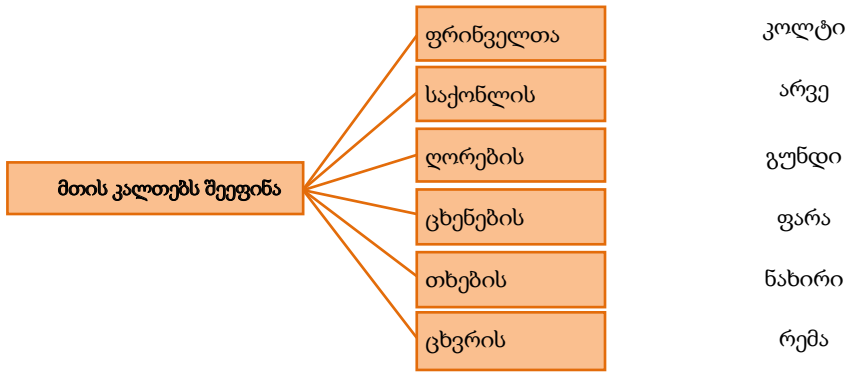 ფრინველთა კოლტი
საქონლის არვე
ღორების გუნდი
მთის კალთებს შეეფინა
ცხენების ფარა
თხების ნახირი
ცხვრის რემა